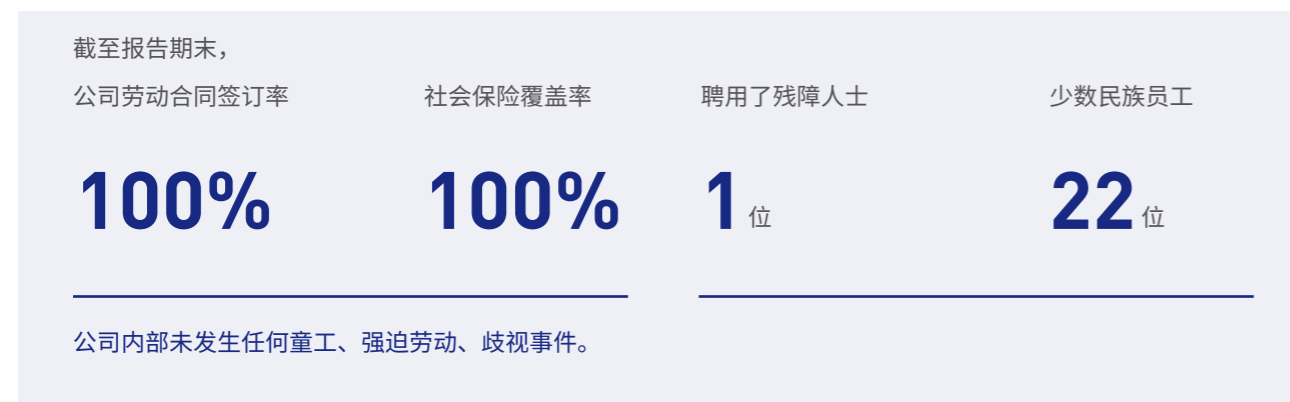 截至报告期末，
公司劳动合同签订率
100%
社会保险覆盖率
100%
聘用了残障人士
1 位
少数民族员工
22 位
公司内部未发生任何童工、强迫劳动、歧视事件。